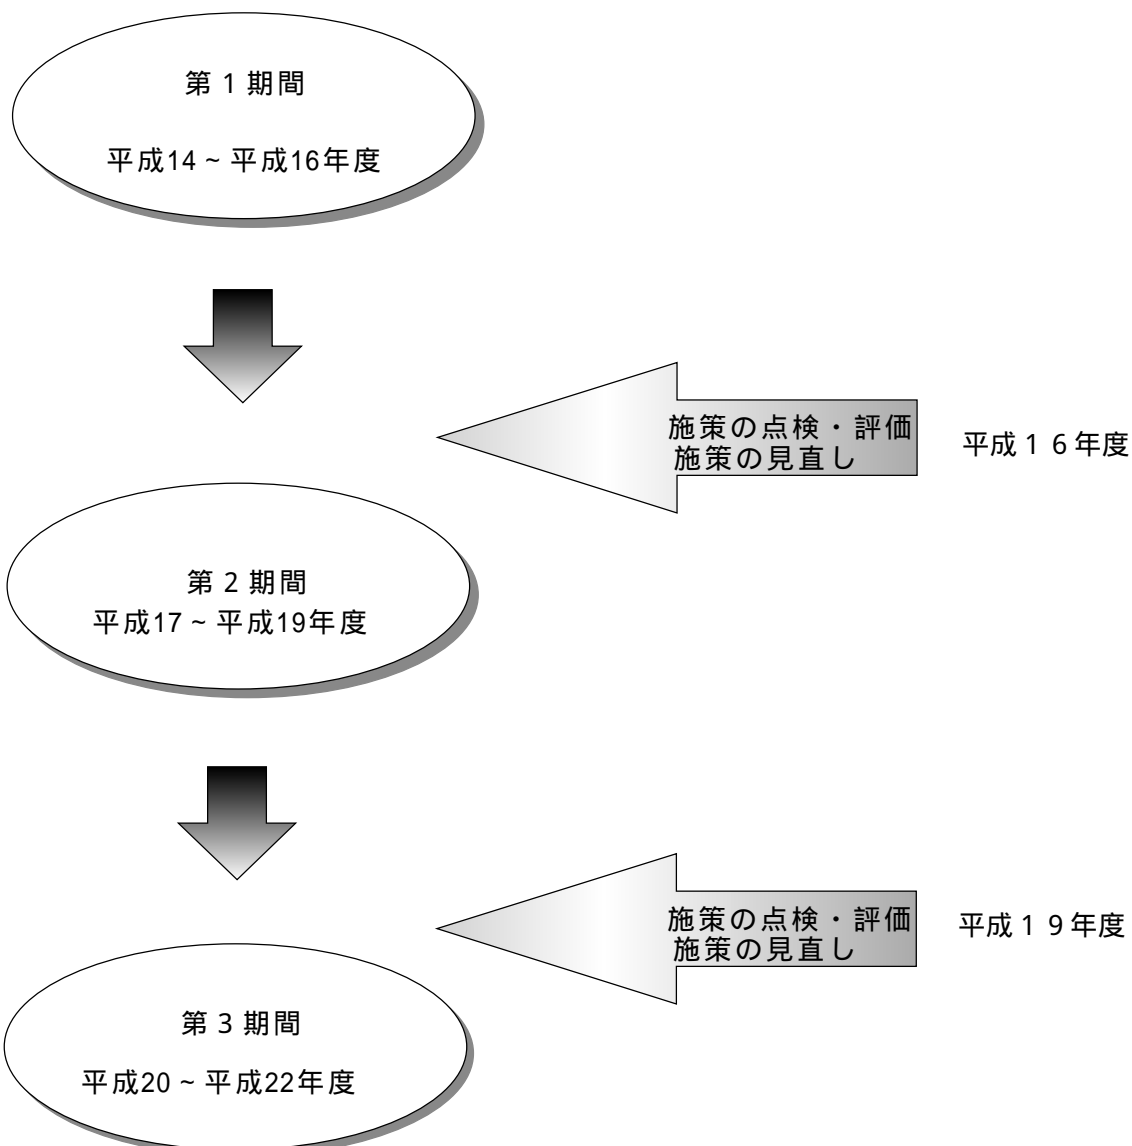 第１期間
平成14～平成16年度
施策の点検・評価
施策の見直し
平成１６年度
第２期間
平成17～平成19年度
施策の点検・評価
施策の見直し
平成１９年度
第３期間
平成20～平成22年度